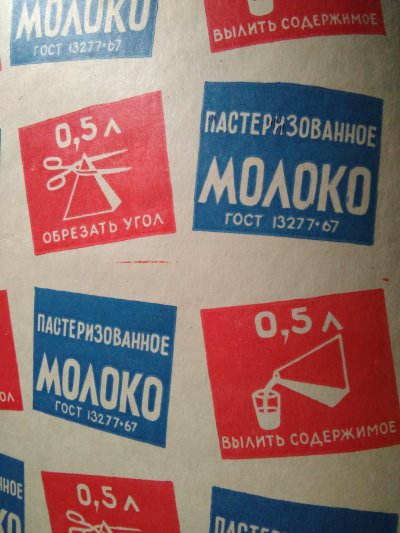 МОЛОКО
ГОСТ 13277·67
ВЫЛИТЬ СОДЕРЖИМОЕ
0,5 л
ОБРЕЗАТЬ УГОЛ
ПАСТЕРИЗОВАННОЕ
МОЛОКО
ГОСТ 13277·67
ПАСТЕРИЗОВАННОЕ
МОЛОКО
ГОСТ 13277·67
0,5 л
ВЫЛИТЬ СОДЕРЖИМОЕ
0,5 л